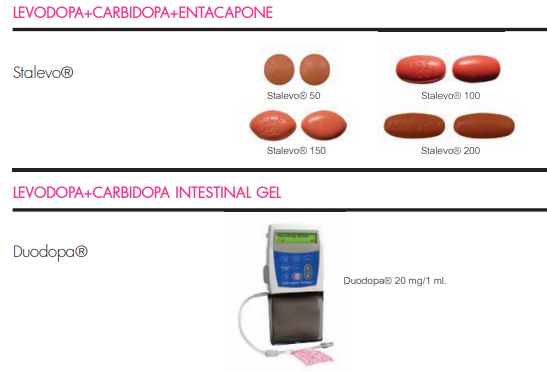 LEVODOPA+CARBIDOPA+ENTACAPONE
Stalevo®
Stalevo® 50
Stalevo® 100
Stalevo® 150
Stalevo® 200
LEVODOPA+CARBIDOPA INTESTINAL GEL
Duodopa®
Duodopa® 20 mg/1 ml.